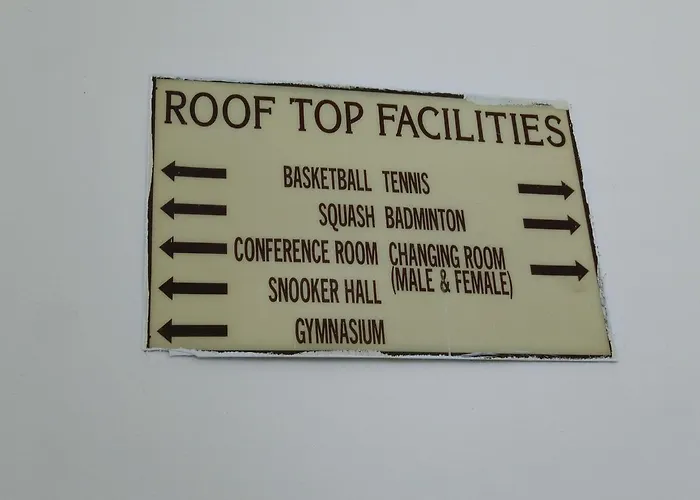 ROOF TOP FACILITIES
BASKETBALL TENNIS
SQUASH BADMINTON
CONFERENCE ROOM CHANGING ROOM
SNOOKER HALL (MALE & FEMALE)
GYMNASIUM